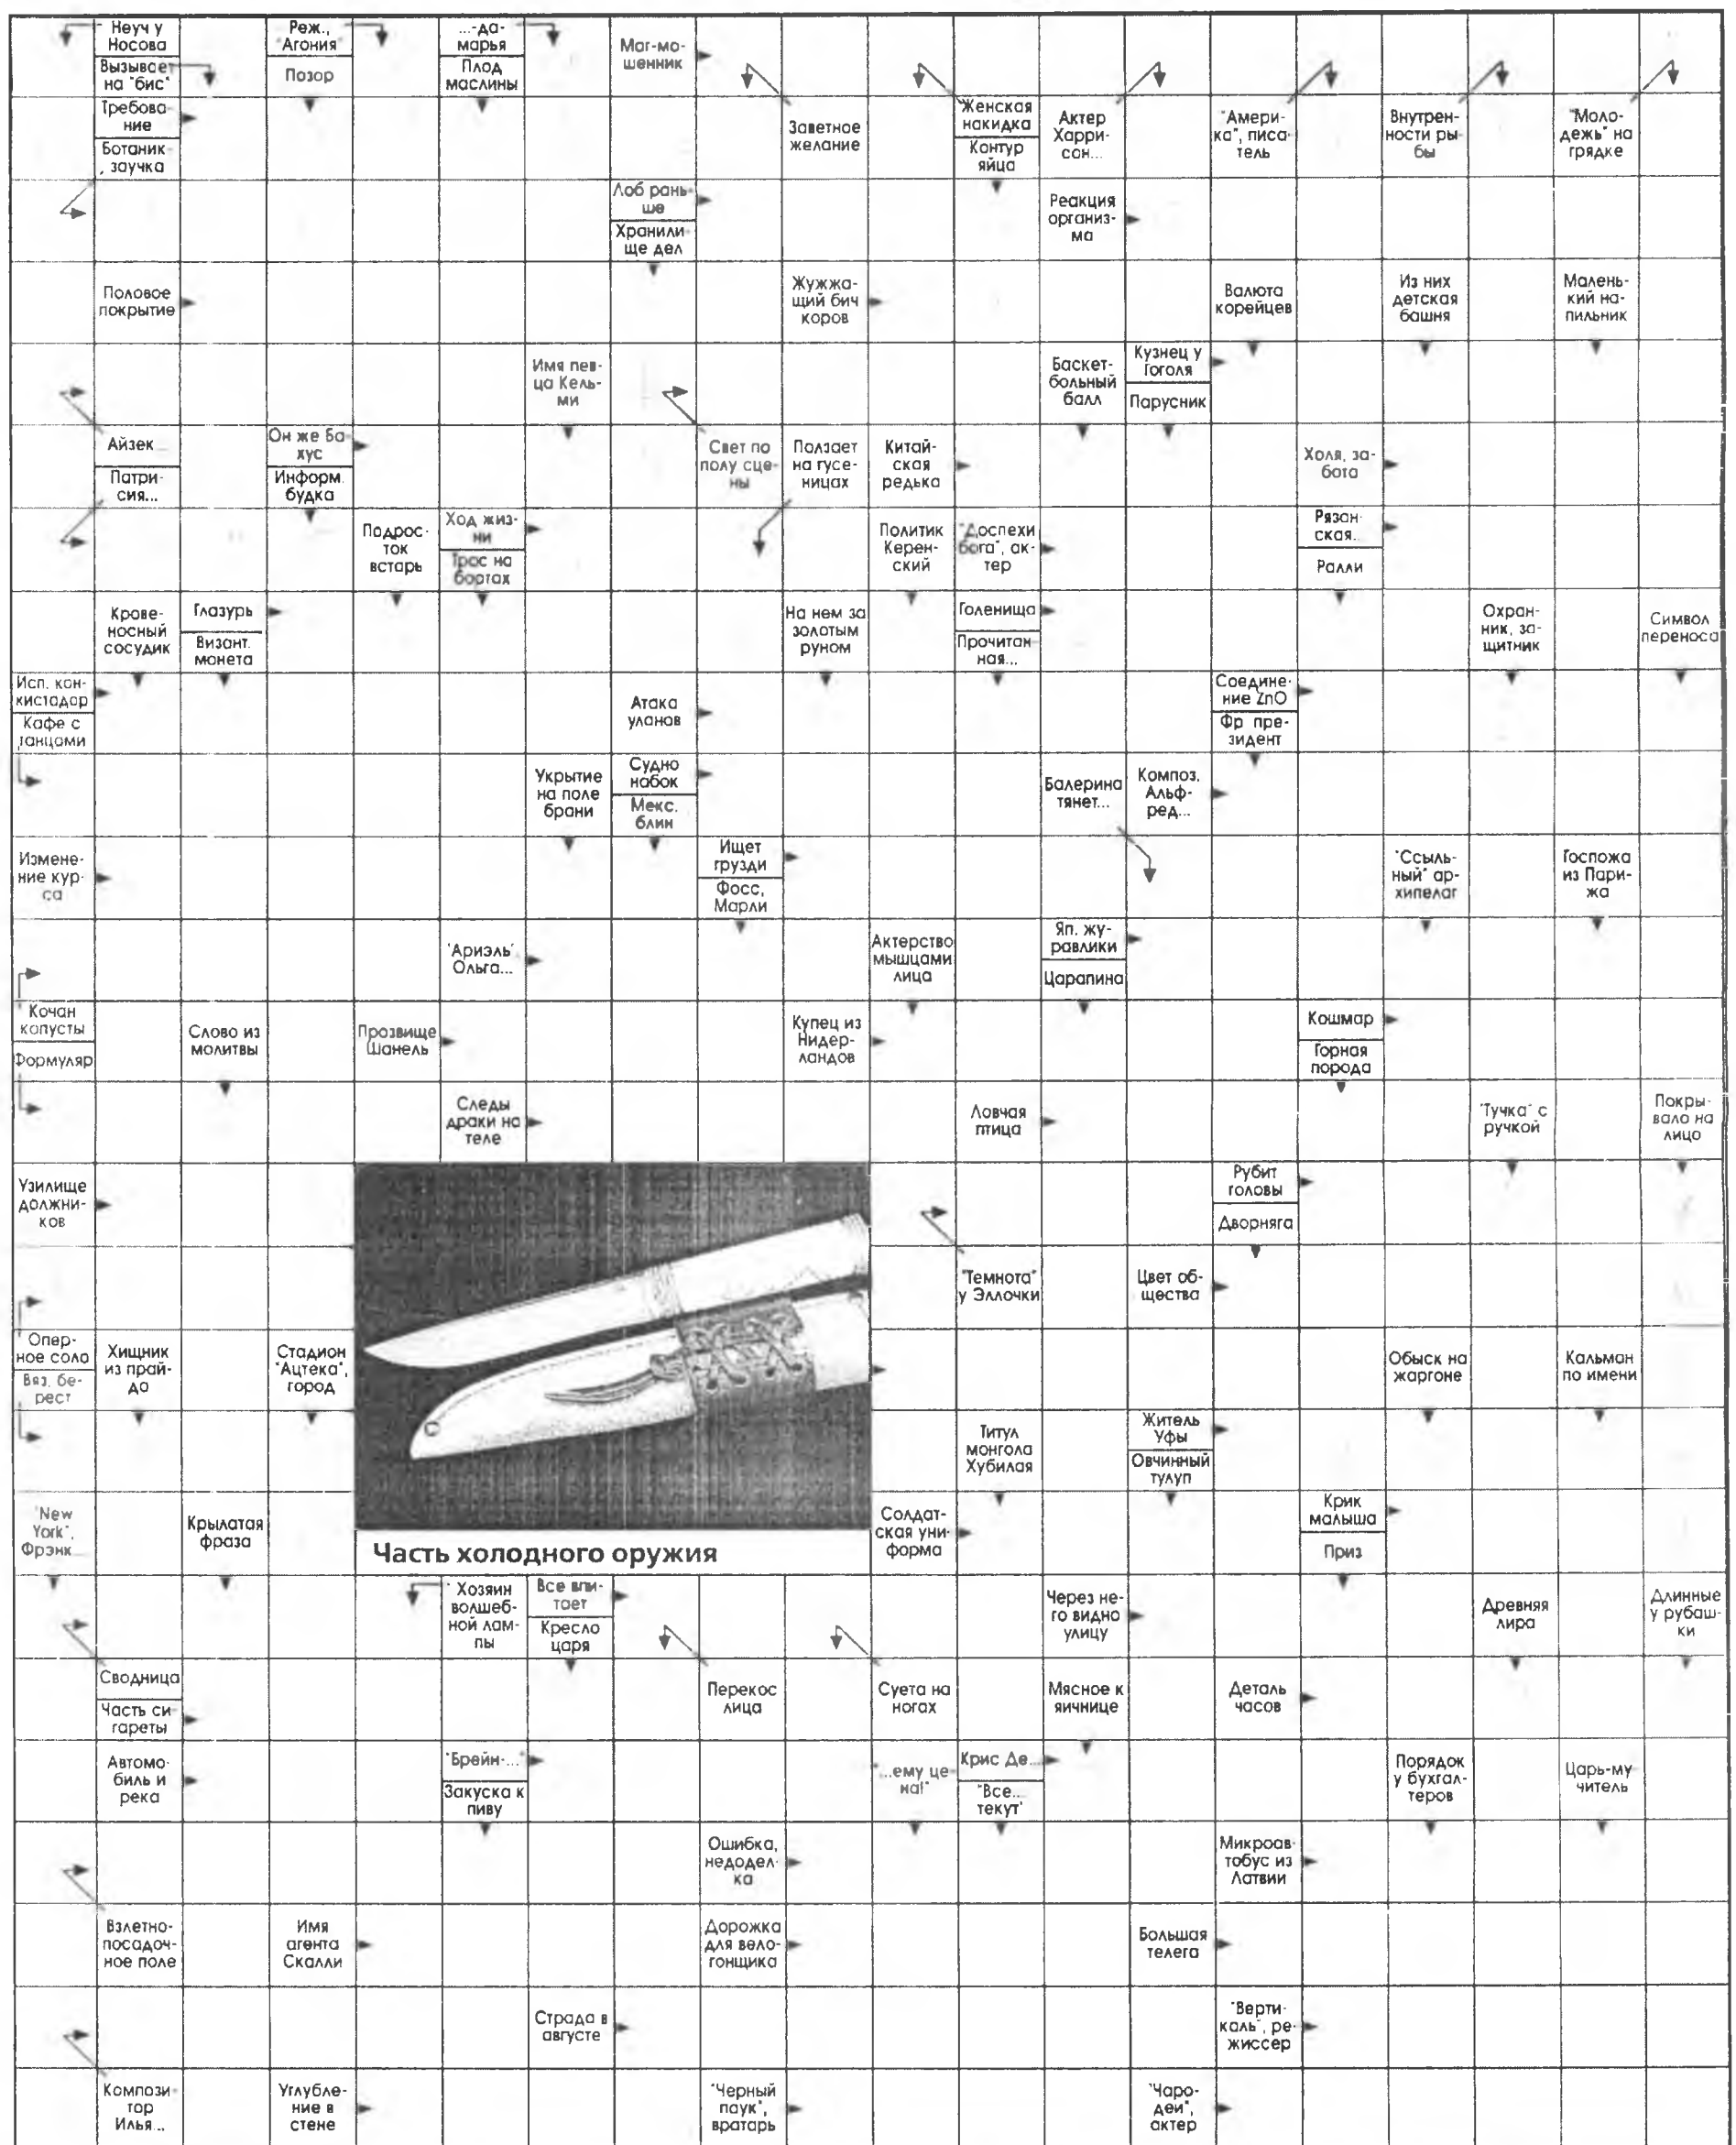 Неуч у
Носова
Вызывает
на "бис"
Реж.,
"Агония"
Позор
...-да-
марья
Плод
маслины
Маг-мо-
шенник
Требова-
ние
Ботаник-
заучка
Заветное
желание
Женская
накидка
Контур
яйца
Актер
Харри-
сон...
"Амери-
ка", писа-
тель
Внутрен-
ности ры-
бы
"Моло-
дежь" на
грядке
Лоб рань-
ше
Хранили-
ще дел
Реакция
организ-
ма
Половое
покрытие
Жужжа-
щий бич
коров
Валюта
корейцев
Из них
детская
башня
Малень-
кий на-
пильник
Имя пев-
ца Кель-
ми
Баскет-
больный
балл
Кузнец у
Гоголя
Парусник
Айзек...
Патри-
сия...
Он же Ба-
хус
Информ.
будка
Свет по
полу сце-
ны
Ползает
на гусе-
ницах
Китай-
ская
редька
Холя, за-
бота
Подрос-
ток
встарь
Ход жиз-
ни
Трос на
бортах
Политик
Керен-
ский
"Доспехи
бога", ак-
тер
Рязан-
ская...
Ралли
Крове-
носный
сосудик
Глазурь
Визант.
монета
На нем за
золотым
руном
Голенища
Прочитан-
ная...
Охран-
ник, за-
щитник
Символ
переноса
Исп. кон-
кистадор
Кафе с
танцами
Атака
уланов
Соедине-
ние ZnO
Фр. пре-
зидент
Укрытие
на поле
брани
Судно
набок
Мекс.
блин
Балерина
тянет...
Композ.
Альф-
ред...
Измене-
ние кур-
са
Ищет
грузди
Фосс,
Марли
"Ссыль-
ный" ар-
хипелаг
Госпожа
из Пари-
жа
"Ариэль"
Ольга...
Актерство
мышцами
лица
Яп. жу-
равлики
Царапина
Кочан
капусты
Формуляр
Слово из
молитвы
Прозвище
Шанель
Купец из
Нидер-
ландов
Кошмар
Горная
порода
Следы
драки на
теле
Ловчая
птица
"Тучка" с
ручкой
Покры-
вало на
лицо
Узилище
должни-
ков
Рубит
головы
Дворняга
"Темнота"
у Эллочки
Цвет об-
щества
Опер-
ное соло
Вяз, бе-
рест
Хищник
из прай-
да
Стадион
"Ацтека",
город
Обыск на
жаргоне
Кальман
по имени
Титул
монгола
Хубилая
Житель
Уфы
Овчинный
тулуп
"New
York",
Фрэнк...
Крылатая
фраза
Часть холодного оружия
Солдат-
ская уни-
форма
Крик
малыша
Приз
Хозяин
волшеб-
ной лам-
пы
Все впи-
тает
Кресло
царя
Через не-
го видно
улицу
Древняя
лира
Длинные
у рубаш-
ки
Сводница
Часть си-
гареты
Перекос
лица
Суета на
ногах
Мясное к
яичнице
Деталь
часов
Автомо-
биль и
река
"Брейн-..."
Закуска к
пиву
"...ему це-
на!"
Крис Де...
"Все...
текут"
Порядок
у бухгал-
теров
Царь-му-
читель
Ошибка,
недодел-
ка
Микроав-
тобус из
Латвии
Взлетно-
посадоч-
ное поле
Имя
агента
Скалли
Дорожка
для вело-
гонщика
Большая
телега
Страда в
августе
"Верти-
каль", ре-
жиссер
Компози-
тор
Илья...
Углубле-
ние в
стене
"Черный
паук",
вратарь
"Чаро-
деи",
актер